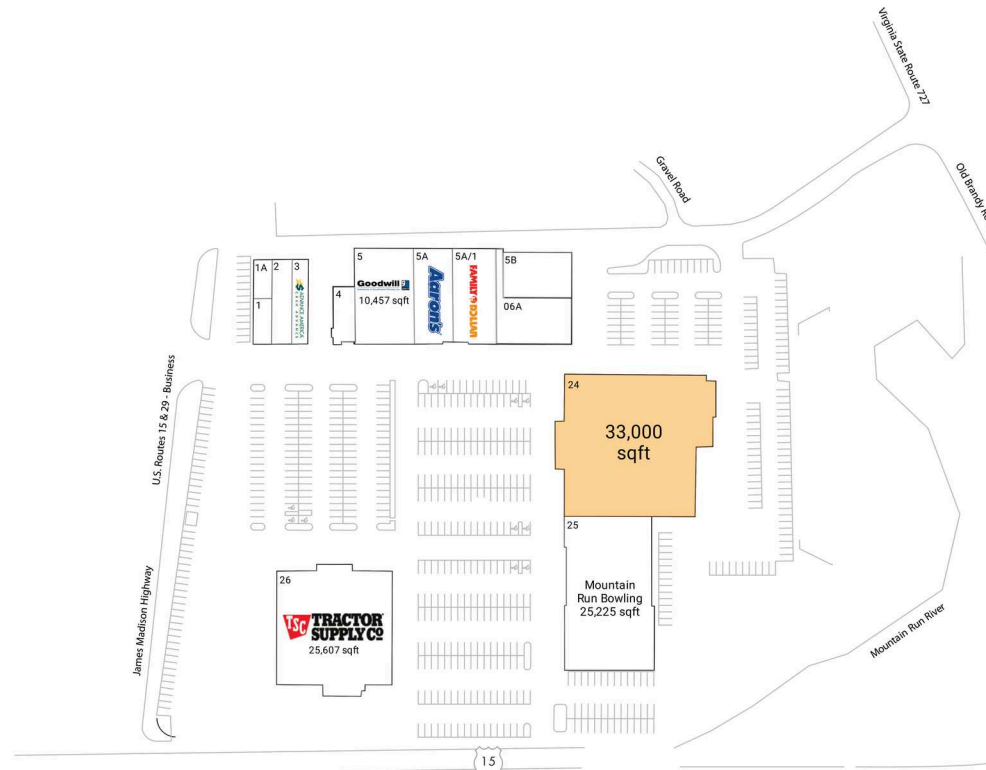 Virginia State Route 727
Gravel Road
Old Brandy
1A
2
3
ADVANCE AMERICA
CASH ADVANCE
1
4
5
Goodwill
10,457 sqft
5A
Aaron's
5A/1
FAMILY DOLLAR
5B
06A
U.S. Routes 15 & 29 - Business
24
33,000
sqft
25
Mountain
Run Bowling
25,225 sqft
26
TSC TRACTOR
SUPPLY CO
25,607 sqft
James Madison Highway
Mountain Run River
15